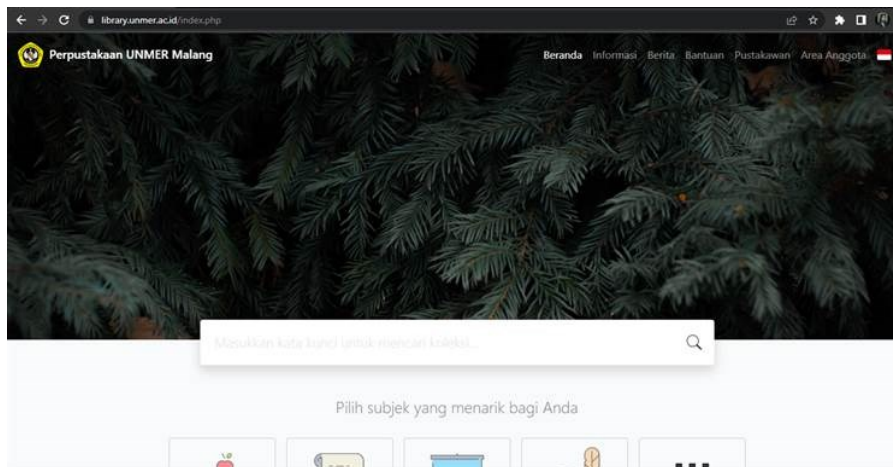 library.unmer.ac.id/index.php
Perpustakaan UNMER Malang
Beranda Informasi Berita Bantuan Pustakawan Area Anggota
Masukkan kata kunci untuk mencari koleksi...
Pilih subjek yang menarik bagi Anda